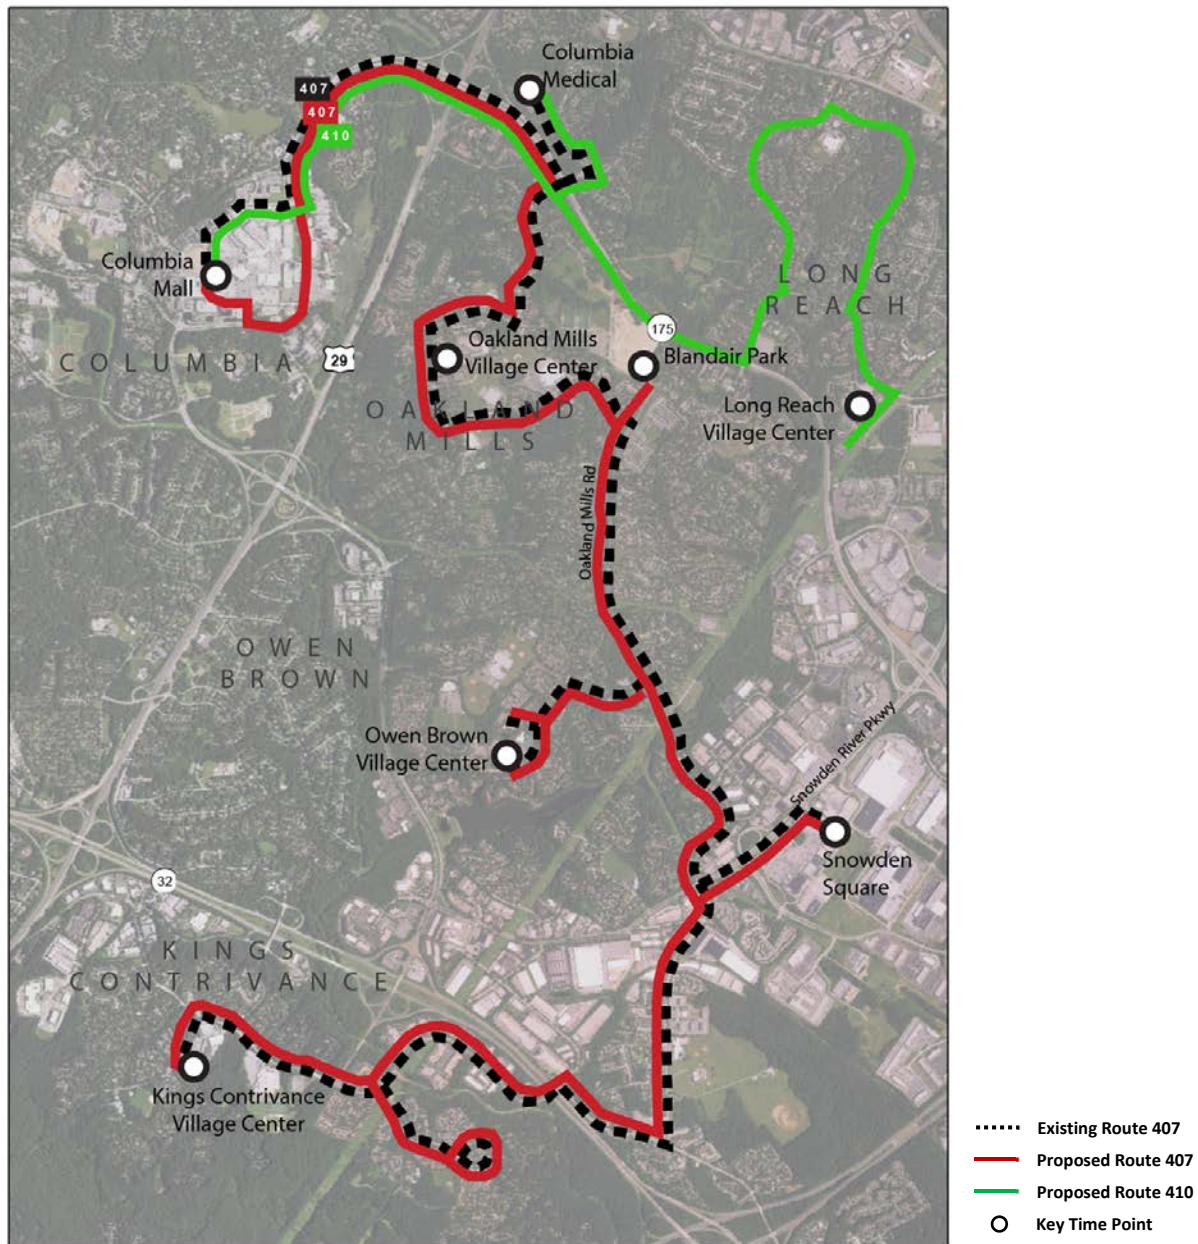 Columbia
Medical
407
407
410
Columbia
Mall
LONG
REACH
175
COLUMBIA
29
Oakland Mills
Village Center
Blandair Park
OAKLAND
MILLS
Long Reach
Village Center
Oakland Mills Rd
OWEN
BROWN
Owen Brown
Village Center
Snowden River Pkwy
Snowden
Square
32
KINGS
CONTRIVANCE
Kings Contrivance
Village Center
Existing Route 407
Proposed Route 407
Proposed Route 410
Key Time Point